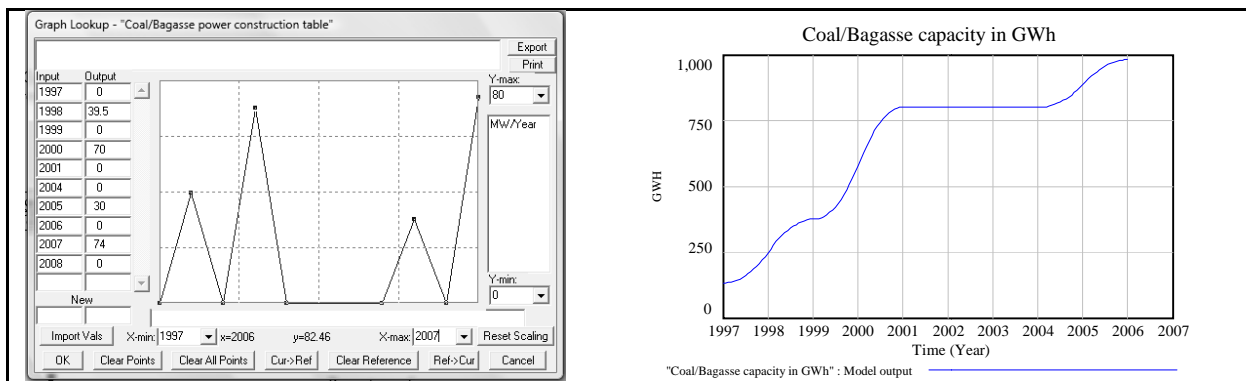 Graph Lookup - "Coal/Bagasse power construction table"
Export
Print
Input Output
1997 0
1998 39.5
1999 0
2000 70
2001 0
2004 0
2005 30
2006 0
2007 74
2008 0
New
Y-max:
80
MW/Year
Y-min:
0
Import Vals X-min: 1997 x=2006 y=82.46 X-max: 2007 Reset Scaling
OK Clear Points Clear All Points Cur->Ref Clear Reference Ref->Cur Cancel
Coal/Bagasse capacity in GWh
1,000
750
500
250
0
GWH
1997 1998 1999 2000 2001 2002 2003 2004 2005 2006 2007
Time (Year)
"Coal/Bagasse capacity in GWh" : Model output